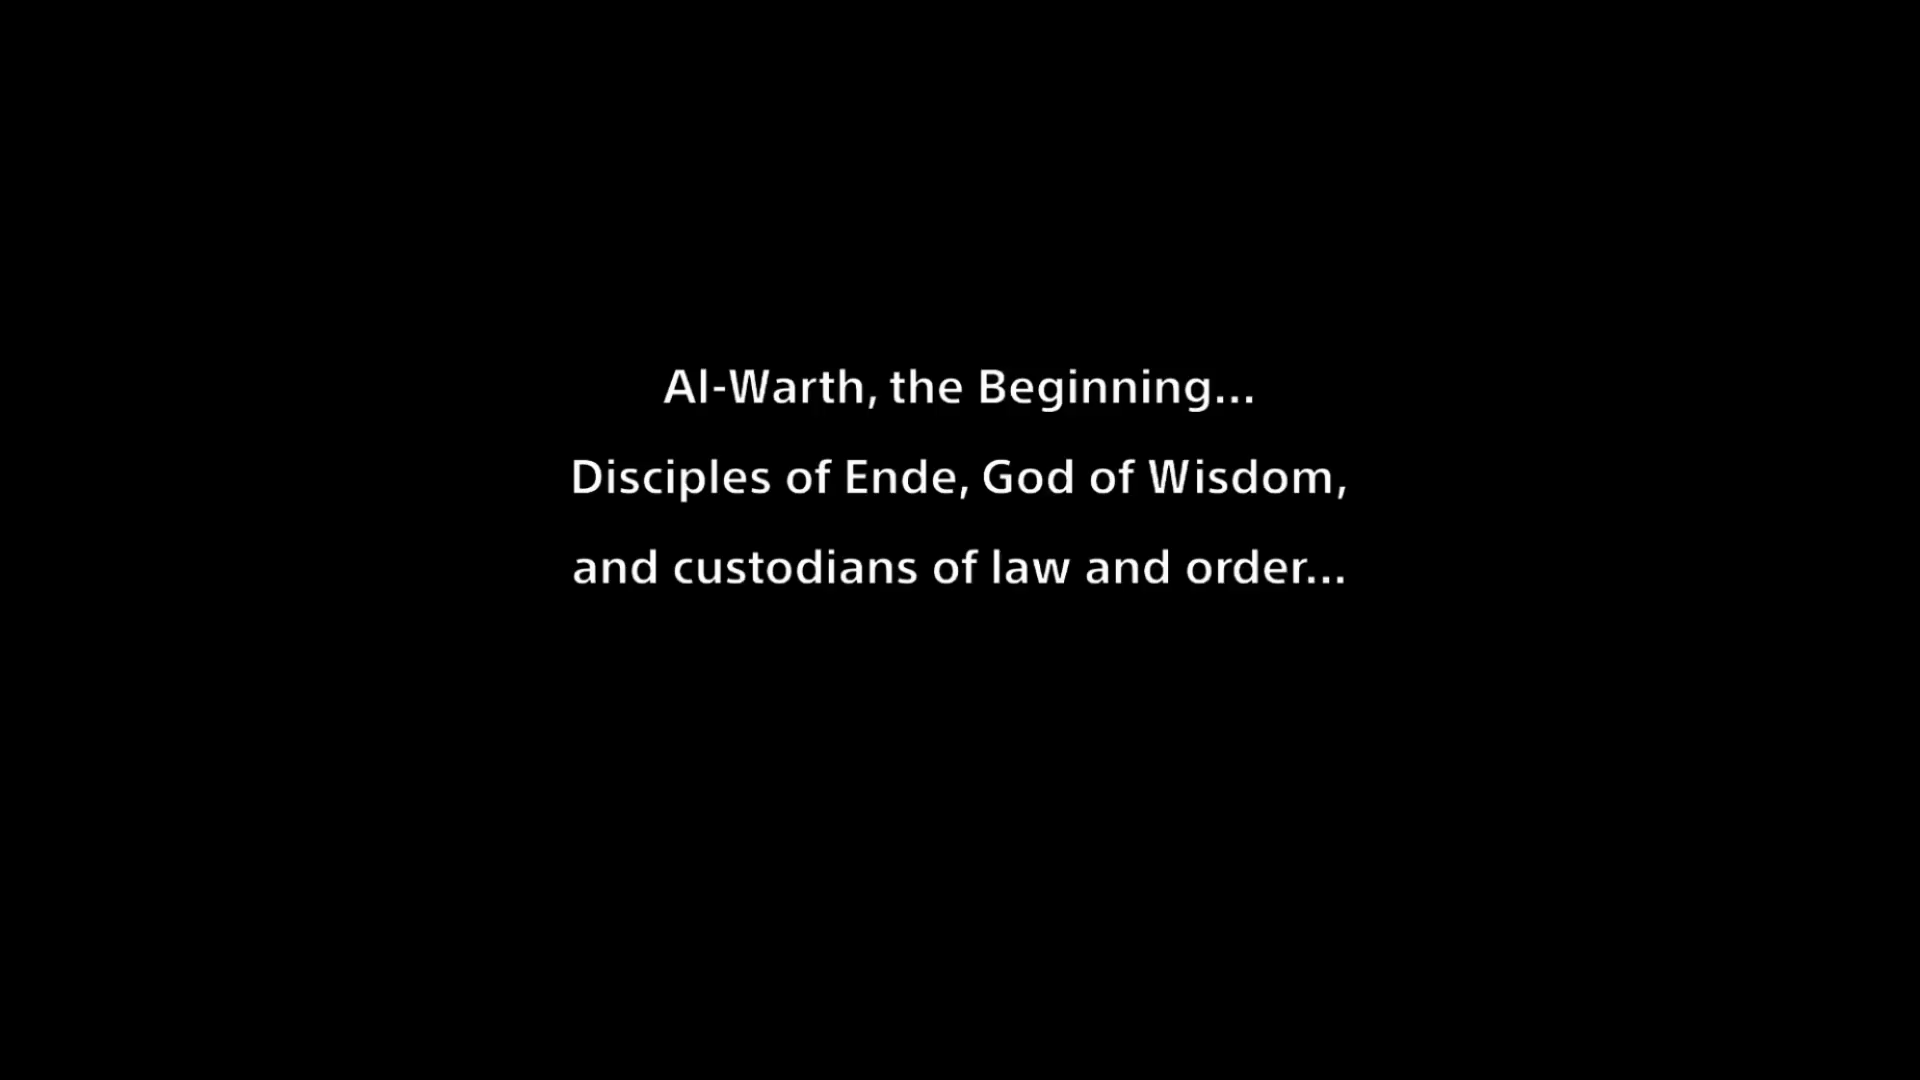 Al-Warth, the Beginning...
Disciples of Ende, God of Wisdom,
and custodians of law and order...